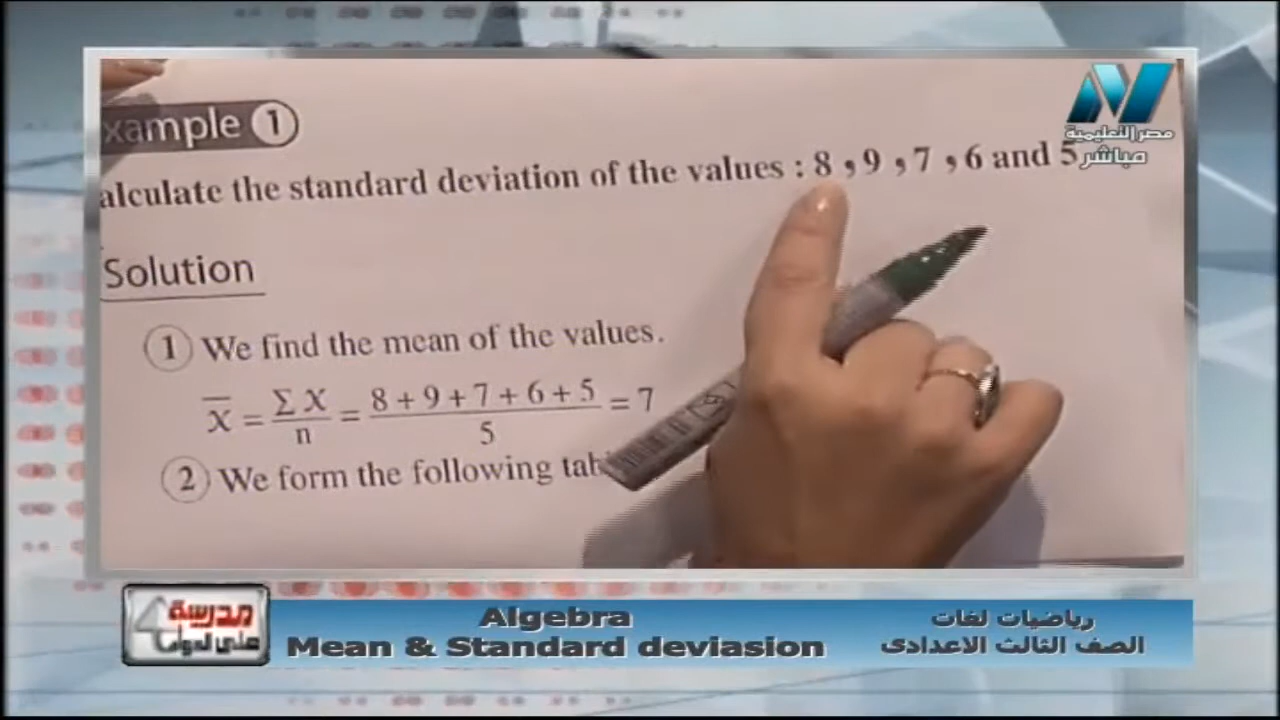 مصر التعليمية
مباشر
xample 1
alculate the standard deviation of the values : 8 , 9 , 7 , 6 and 5
Solution
1 We find the mean of the values.
X̄ = ΣX/n = 8 + 9 + 7 + 6 + 5/5 = 7
2 We form the following tab
مدرسة على الهواء
Algebra
Mean & Standard deviasion
رياضيات لغات
الصف الثالث الاعدادى